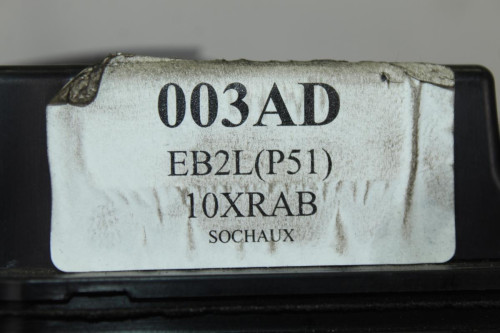 003AD
EB2L(P51)
10XRAB
SOCHAUX